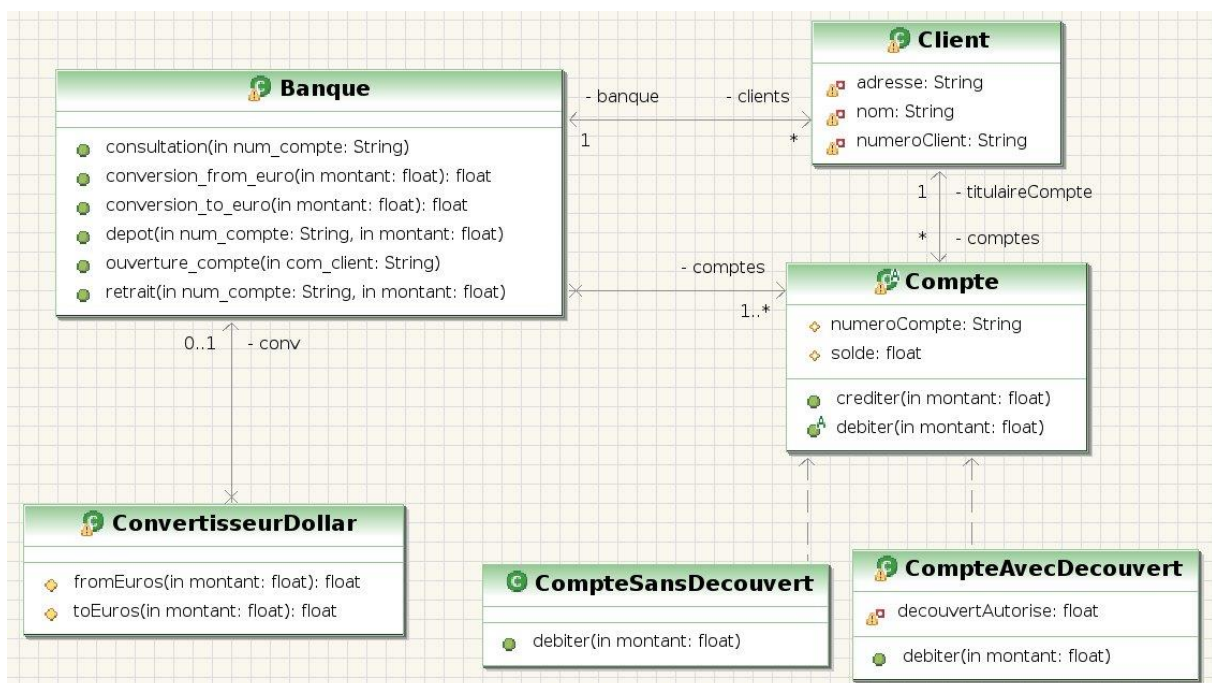 Banque
consultation(in num_compte: String)
conversion_from_euro(in montant: float): float
conversion_to_euro(in montant: float): float
depot(in num_compte: String, in montant: float)
ouverture_compte(in com_client: String)
retrait(in num_compte: String, in montant: float)
- banque
- clients
1
*
Client
adresse: String
nom: String
numeroClient: String
1
- titulaireCompte
*
- comptes
- comptes
1..*
Compte
numeroCompte: String
solde: float
crediter(in montant: float)
debiter(in montant: float)
0..1
- conv
ConvertisseurDollar
fromEuros(in montant: float): float
toEuros(in montant: float): float
CompteSansDecouvert
debiter(in montant: float)
CompteAvecDecouvert
decouvertAutorise: float
debiter(in montant: float)